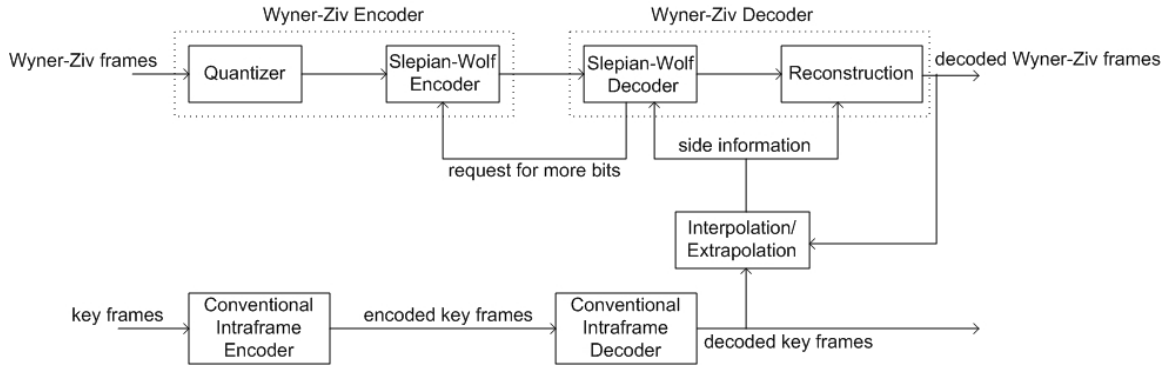 Wyner-Ziv Encoder
Wyner-Ziv Decoder
Wyner-Ziv frames
Quantizer
Slepian-Wolf
Encoder
Slepian-Wolf
Decoder
Reconstruction
decoded Wyner-Ziv frames
request for more bits
side information
Interpolation/
Extrapolation
key frames
Conventional
Intraframe
Encoder
encoded key frames
Conventional
Intraframe
Decoder
decoded key frames